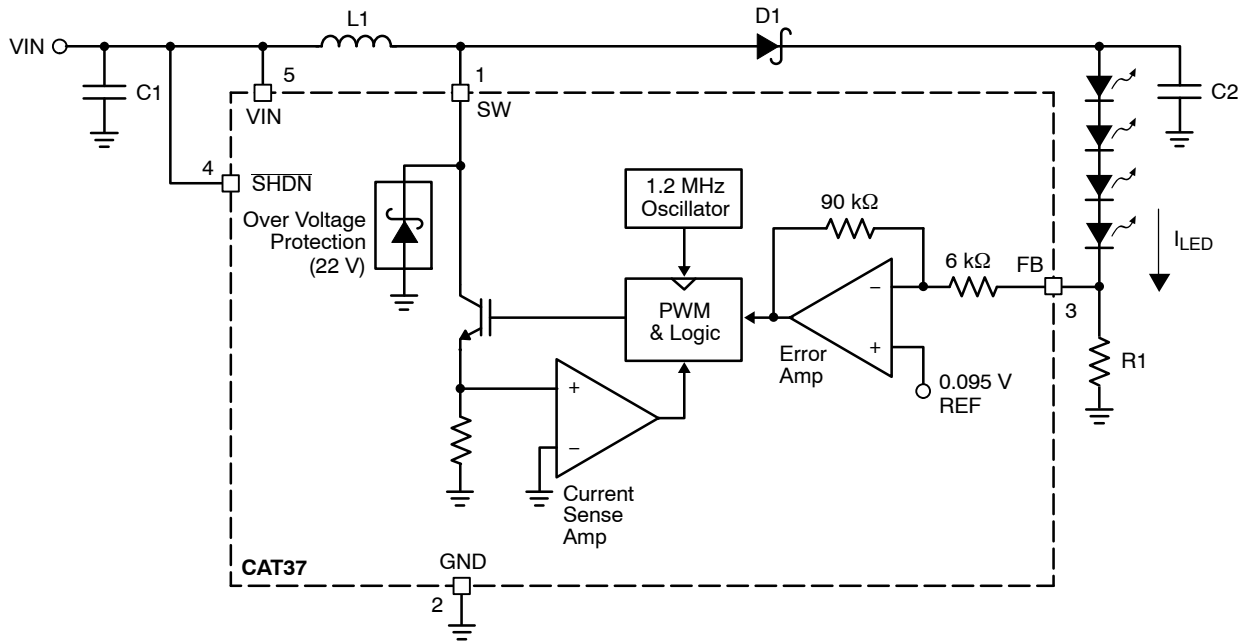 L1
D1
VIN
C1
5
1
VIN
SW
C2
4
SHDN
Over Voltage
Protection
(22 V)
1.2 MHz
Oscillator
90 kΩ
6 kΩ
FB
3
ILED
PWM
& Logic
−
+
Error
Amp
0.095 V
REF
R1
+
−
Current
Sense
Amp
CAT37
GND
2